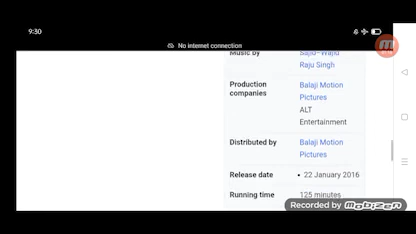 9:30
No internet connection
Music by
Sajid–Wajid
Raju Singh
Production
companies
Balaji Motion
Pictures
ALT
Entertainment
Distributed by
Balaji Motion
Pictures
Release date
• 22 January 2016
Running time
125 minutes
Recorded by
MOBIZEN